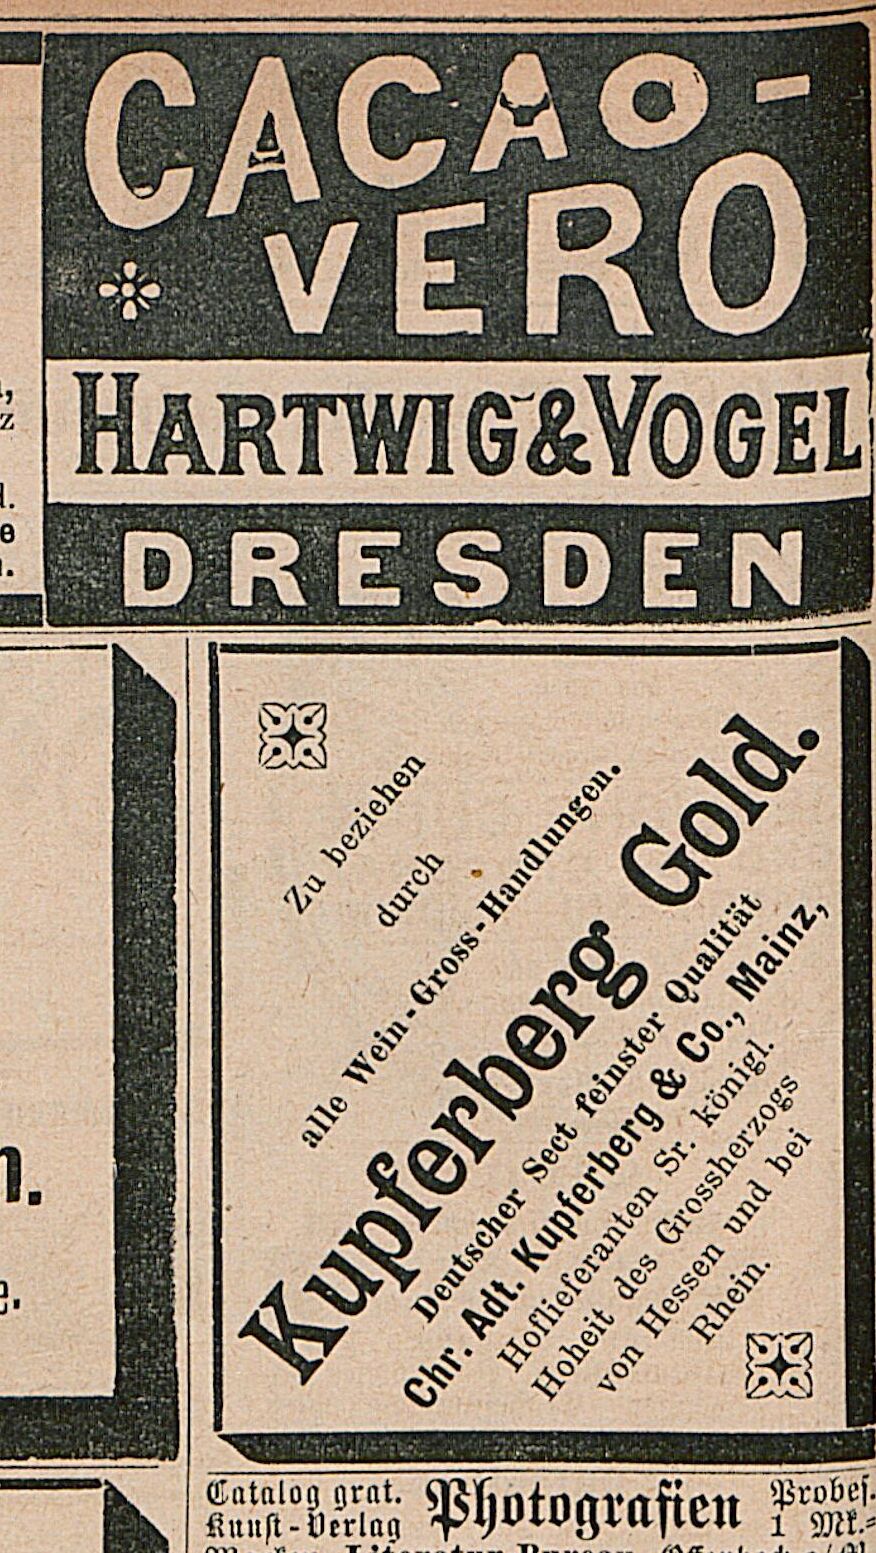 CACAO-
VERO
HARTWIG & VOGEL
DRESDEN
Zu beziehen
durch
alle Wein-Gross-Handlungen.
Kupferberg Gold.
Deutscher Sect feinster Qualität
Chr. Adt. Kupferberg & Co., Mainz,
Hoflieferanten Sr. königl.
Hoheit des Grossherzogs
von Hessen und bei
Rhein.
Catalog grat.
Kunst-Verlag
Photografien
Probes.
1 Mk.